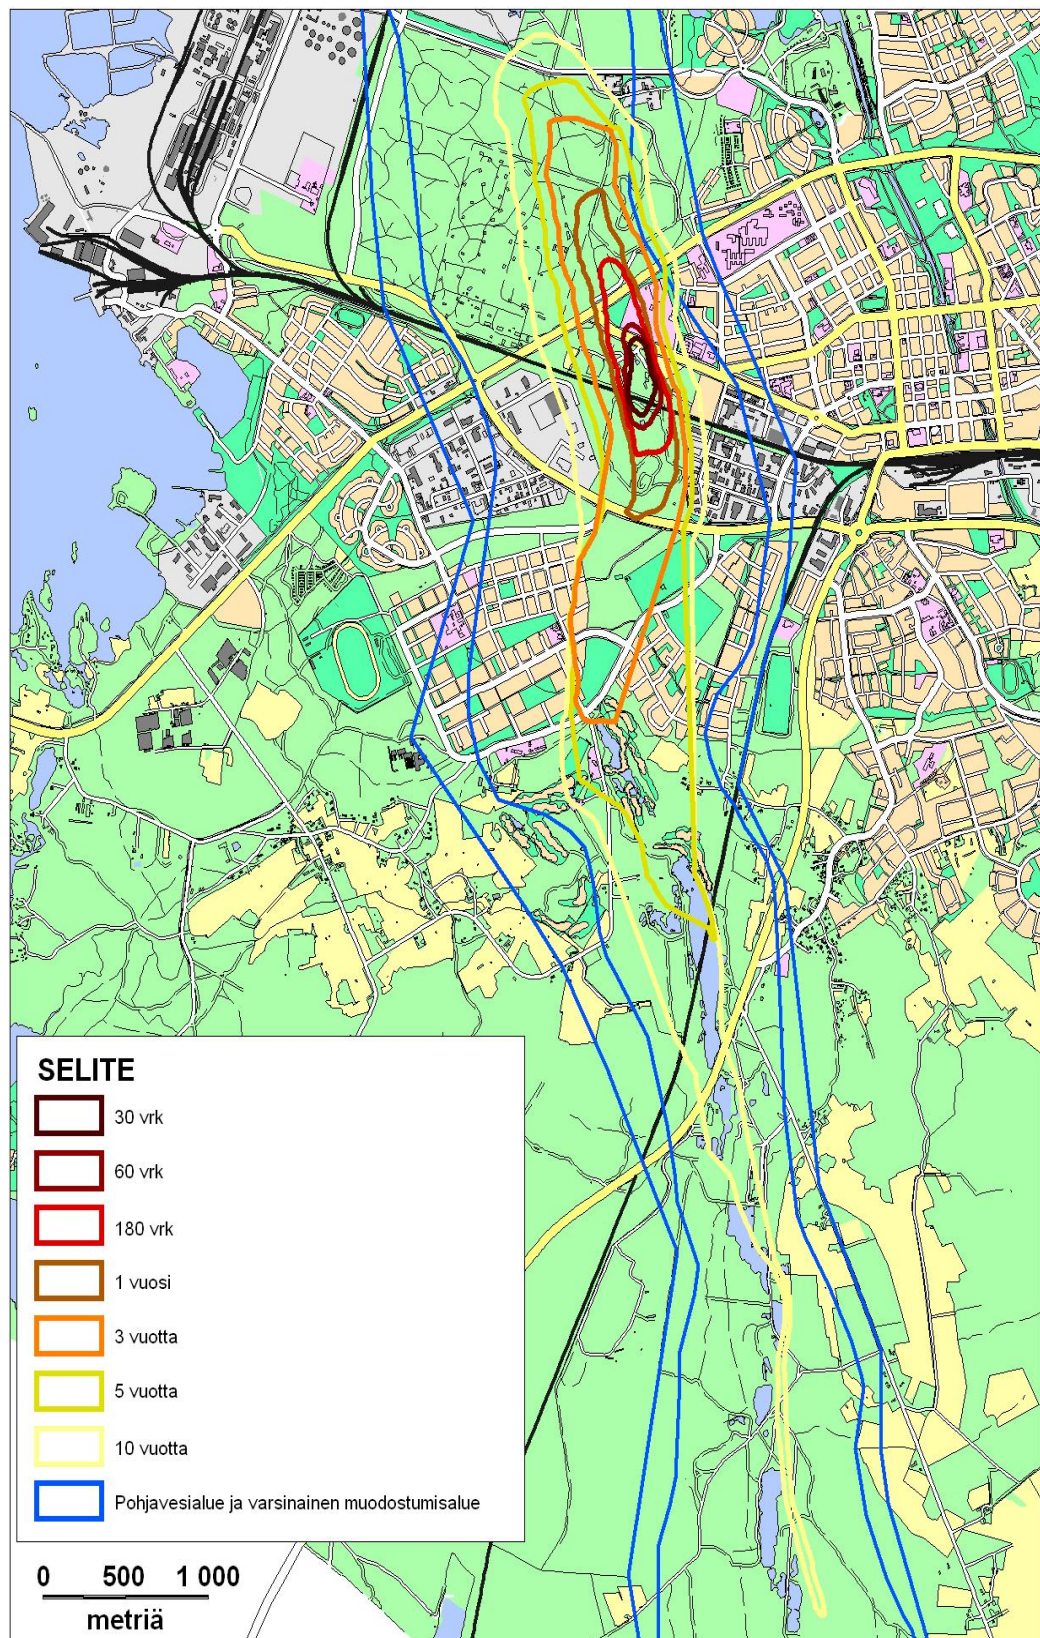 SELITE
30 vrk
60 vrk
180 vrk
1 vuosi
3 vuotta
5 vuotta
10 vuotta
Pohjavesialue ja varsinainen muodostumisalue
0 500 1 000
metriä